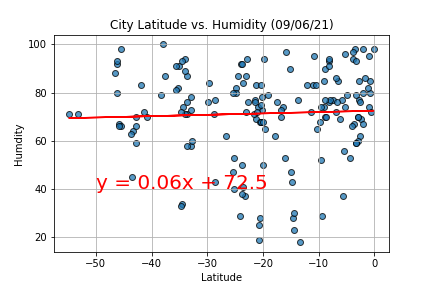 City Latitude vs. Humidity (09/06/21)
100
80
60
40
20
Humidity
y = 0.06x + 72.5
−50 −40 −30 −20 −10 0
Latitude